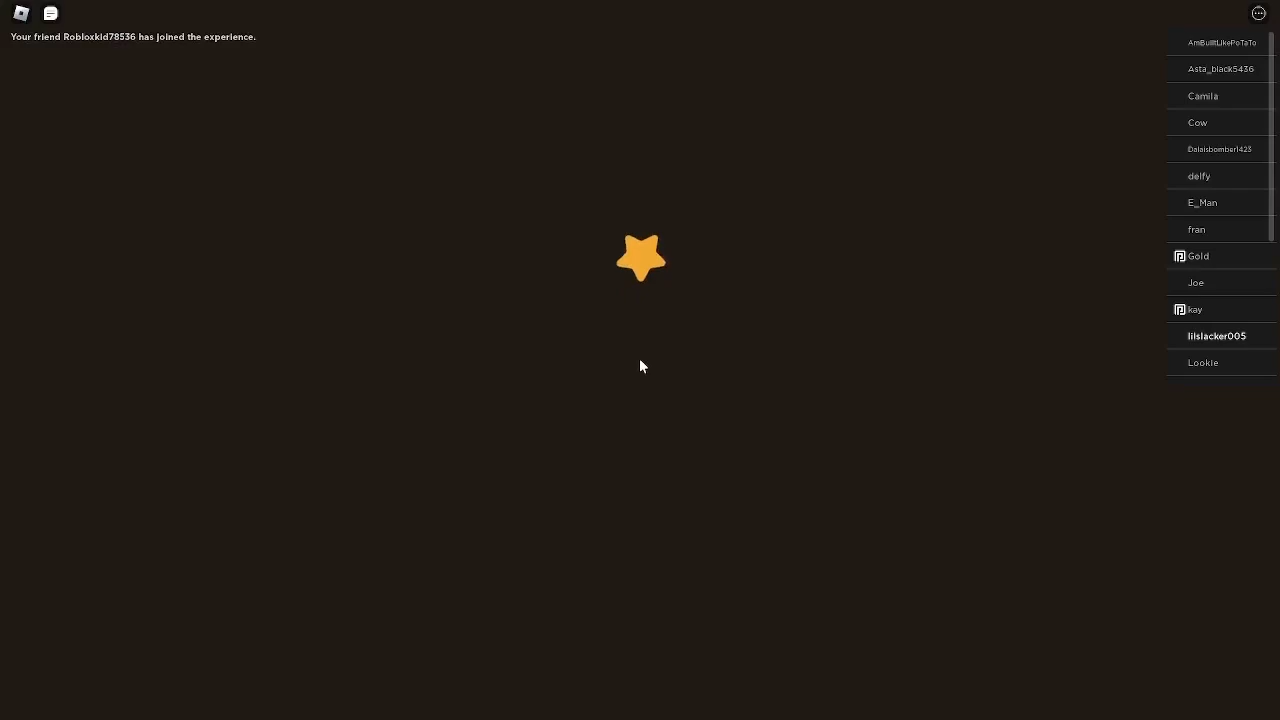 Your friend Robloxkid78536 has joined the experience.
AmBuiltLikePoTaTo
Asta_black5436
Camila
Cow
Dalaisbomber1423
delfy
E_Man
fran
Gold
Joe
kay
lilslacker005
Lookie